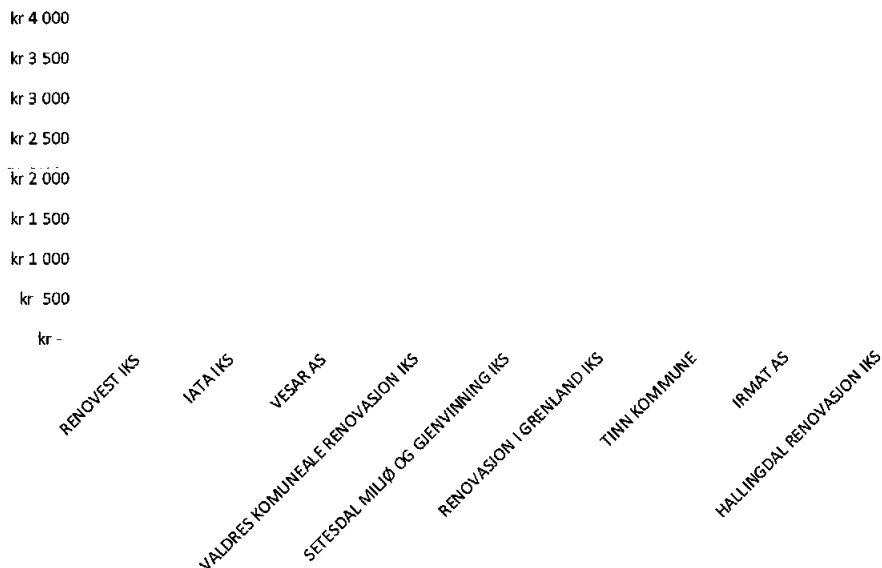 kr 4 000
kr 3 500
kr 3 000
kr 2 500
kr 2 000
kr 1 500
kr 1 000
kr 500
kr -
RENOVEST IKS
IATA IKS
VESAR AS
VALDRES KOMUNEALE RENOVASJON IKS
SETESDAL MILJØ OG GJENVINNING IKS
RENOVASJON I GRENLAND IKS
TINN KOMMUNE
IRMAT AS
HALLINGDAL RENOVASJON IKS